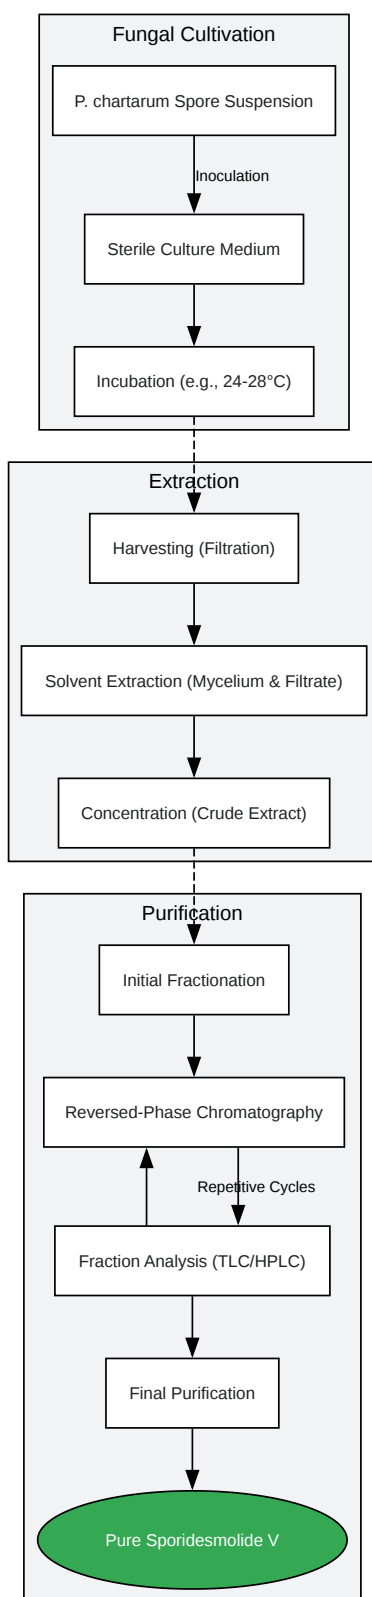 Fungal Cultivation
P. chartarum Spore Suspension
Inoculation
Sterile Culture Medium
Incubation (e.g., 24-28°C)
Extraction
Harvesting (Filtration)
Solvent Extraction (Mycelium & Filtrate)
Concentration (Crude Extract)
Purification
Initial Fractionation
Reversed-Phase Chromatography
Repetitive Cycles
Fraction Analysis (TLC/HPLC)
Final Purification
Pure Sporidesmolide V